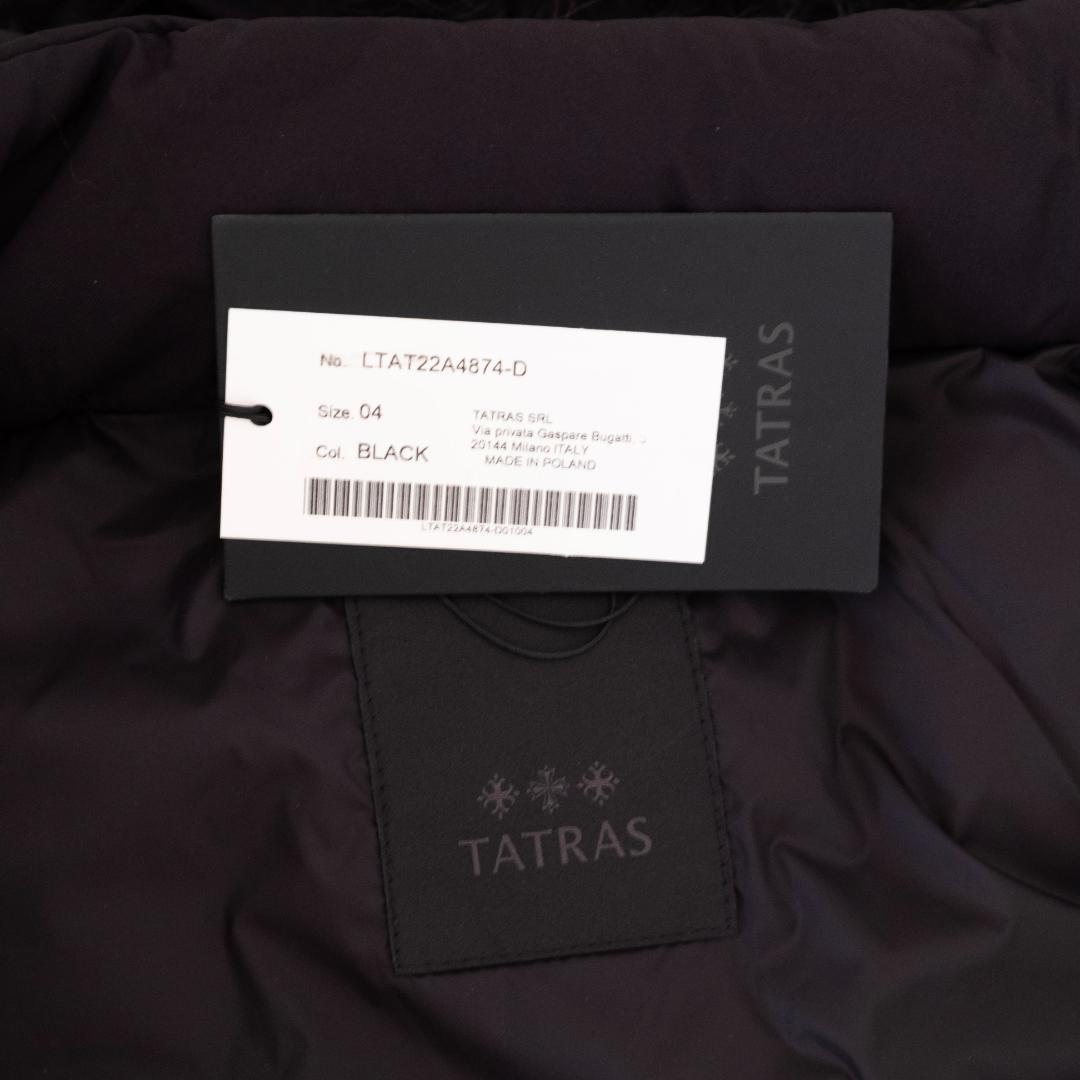 No. LTAT22A4874-D
Size. 04
Col. BLACK
TATRAS SRL
Via privata Gaspare Bugatti, 3
20144 Milano ITALY
MADE IN POLAND
LTAT22A4874-D01004
TATRAS
TATRAS